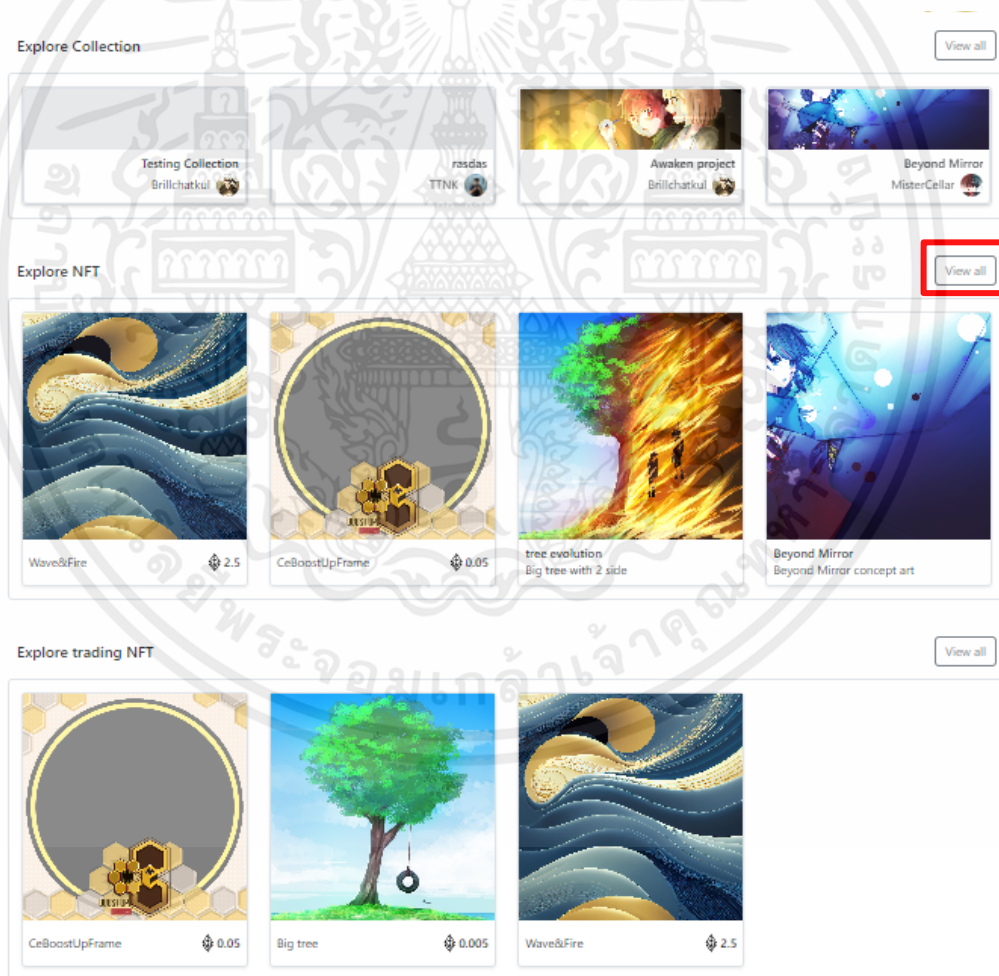 Explore Collection
View all
Testing Collection
Brillchatkul
rasdas
TTNK
Awaken project
Brillchatkul
Beyond Mirror
MisterCellar
Explore NFT
View all
Wave&Fire
2.5
CeBoostUpFrame
0.05
tree evolution
Big tree with 2 side
Beyond Mirror
Beyond Mirror concept art
Explore trading NFT
View all
CeBoostUpFrame
0.05
Big tree
0.005
Wave&Fire
2.5